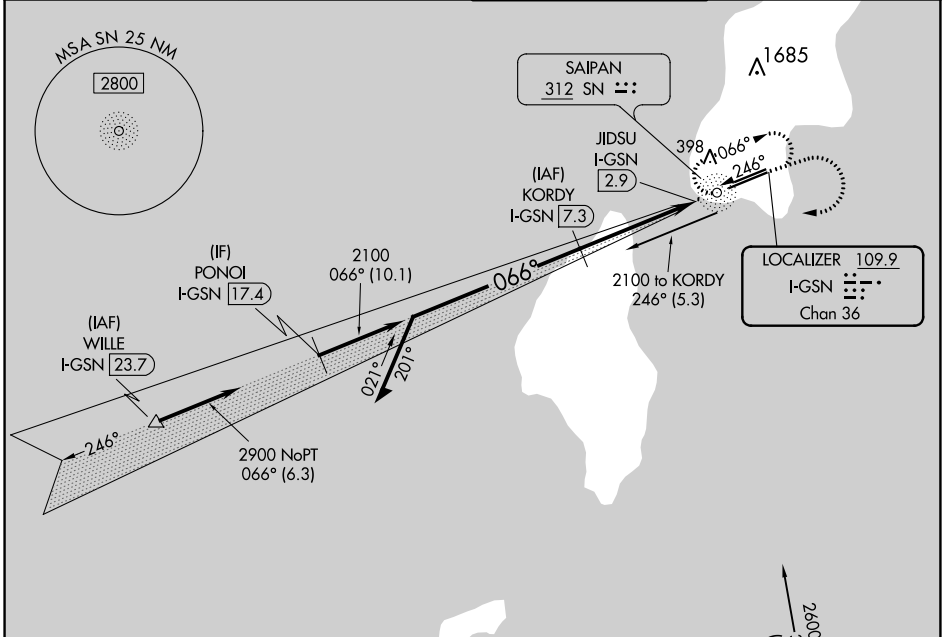 MSA SN 25 NM
2800
SAIPAN
312 SN
1685
398
066°
246°
JIDSU
I-GSN
2.9
(IAF)
KORDY
I-GSN 7.3
(IF)
PONOI
I-GSN 17.4
2100
066° (10.1)
066°
2100 to KORDY
246° (5.3)
LOCALIZER 109.9
I-GSN
Chan 36
(IAF)
WILLE
I-GSN 23.7
021°
201°
246°
2900 NoPT
066° (6.3)
2600